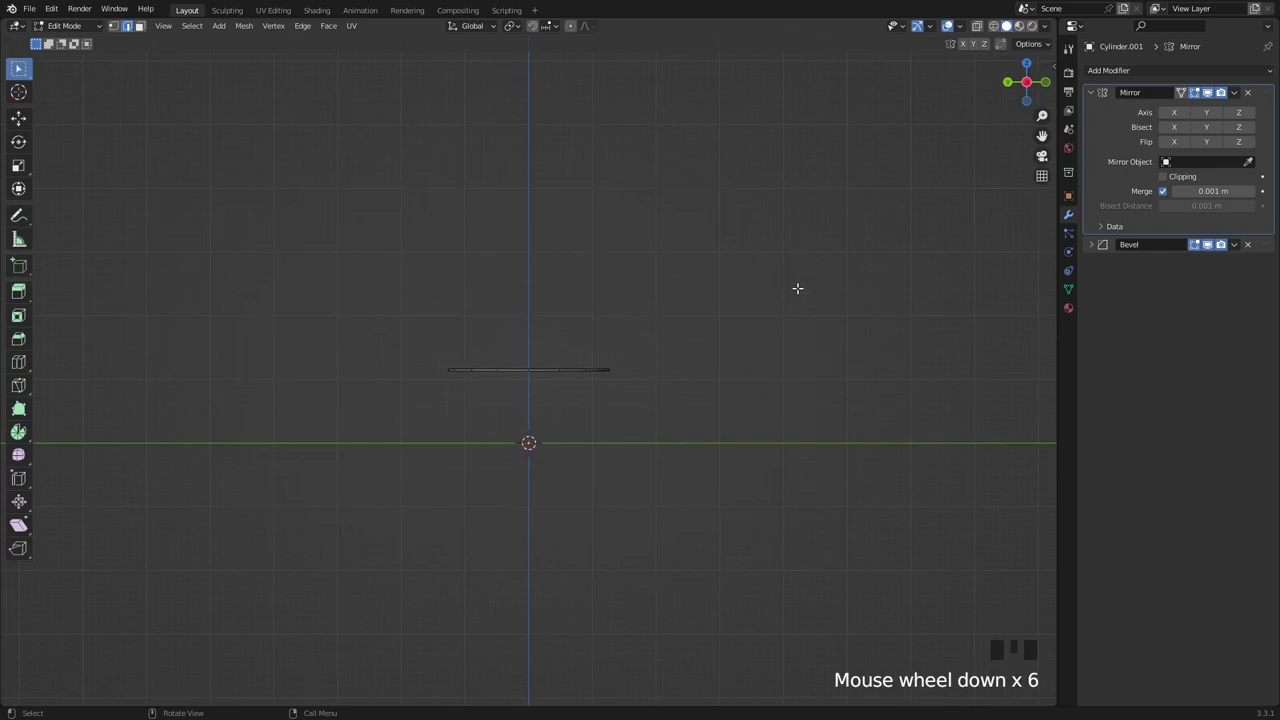 File Edit Render Window Help Layout Sculpting UV Editing Shading Animation Rendering Compositing Scripting Scene View Layer
Edit Mode View Select Add Mesh Vertex Edge Face UV Global
X Y Z Options
Cylinder.001 Mirror
Add Modifier
Mirror
Axis X Y Z
Bisect X Y Z
Flip X Y Z
Mirror Object
Clipping
Merge 0.001 m
Bisect Distance 0.001 m
Data
Bevel
Z
Y
Mouse wheel down x 6
Select Rotate View Call Menu 3.3.1